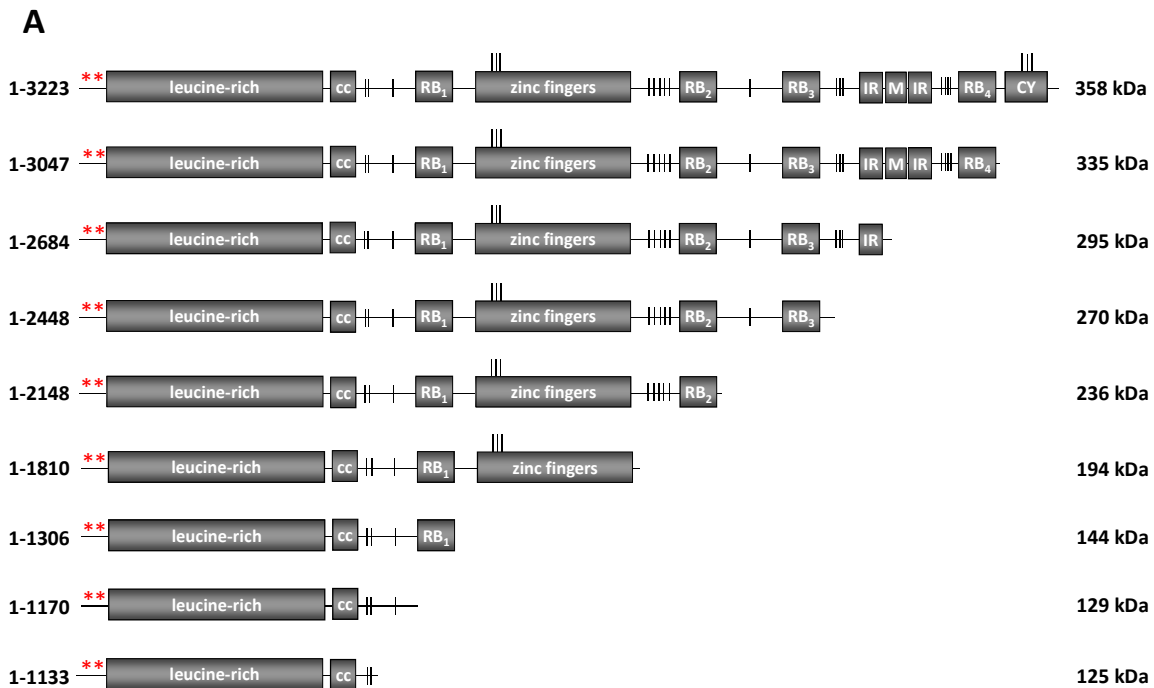 A
1-3223 ** leucine-rich cc RB1 zinc fingers RB2 RB3 IR M IR RB4 CY 358 kDa
1-3047 ** leucine-rich cc RB1 zinc fingers RB2 RB3 IR M IR RB4 335 kDa
1-2684 ** leucine-rich cc RB1 zinc fingers RB2 RB3 IR 295 kDa
1-2448 ** leucine-rich cc RB1 zinc fingers RB2 RB3 270 kDa
1-2148 ** leucine-rich cc RB1 zinc fingers RB2 236 kDa
1-1810 ** leucine-rich cc RB1 zinc fingers 194 kDa
1-1306 ** leucine-rich cc RB1 144 kDa
1-1170 ** leucine-rich cc 129 kDa
1-1133 ** leucine-rich cc 125 kDa